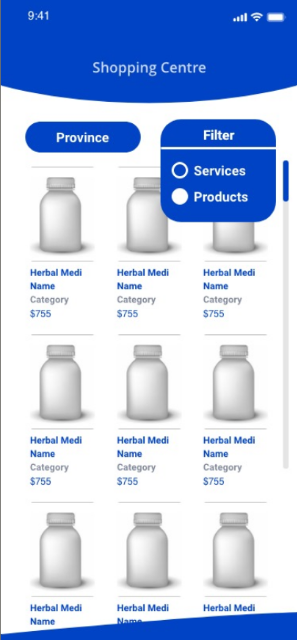 9:41
Shopping Centre
Province
Filter
Services
Products
Herbal Medi
Name
Category
$755
Herbal Medi
Name
Category
$755
Herbal Medi
Name
Category
$755
Herbal Medi
Name
Category
$755
Herbal Medi
Name
Category
$755
Herbal Medi
Name
Category
$755
Herbal Medi
Name
Herbal Medi
Name
Herbal Medi